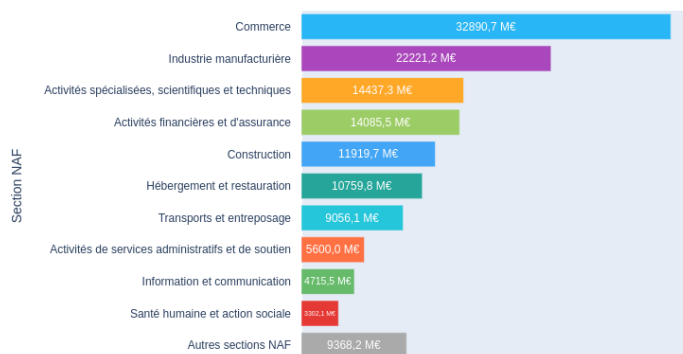 Section NAF
Commerce 32890,7 M€
Industrie manufacturière 22221,2 M€
Activités spécialisées, scientifiques et techniques 14437,3 M€
Activités financières et d'assurance 14085,5 M€
Construction 11919,7 M€
Hébergement et restauration 10759,8 M€
Transports et entreposage 9056,1 M€
Activités de services administratifs et de soutien 5600,0 M€
Information et communication 4715,5 M€
Santé humaine et action sociale 3302,1 M€
Autres sections NAF 9368,2 M€